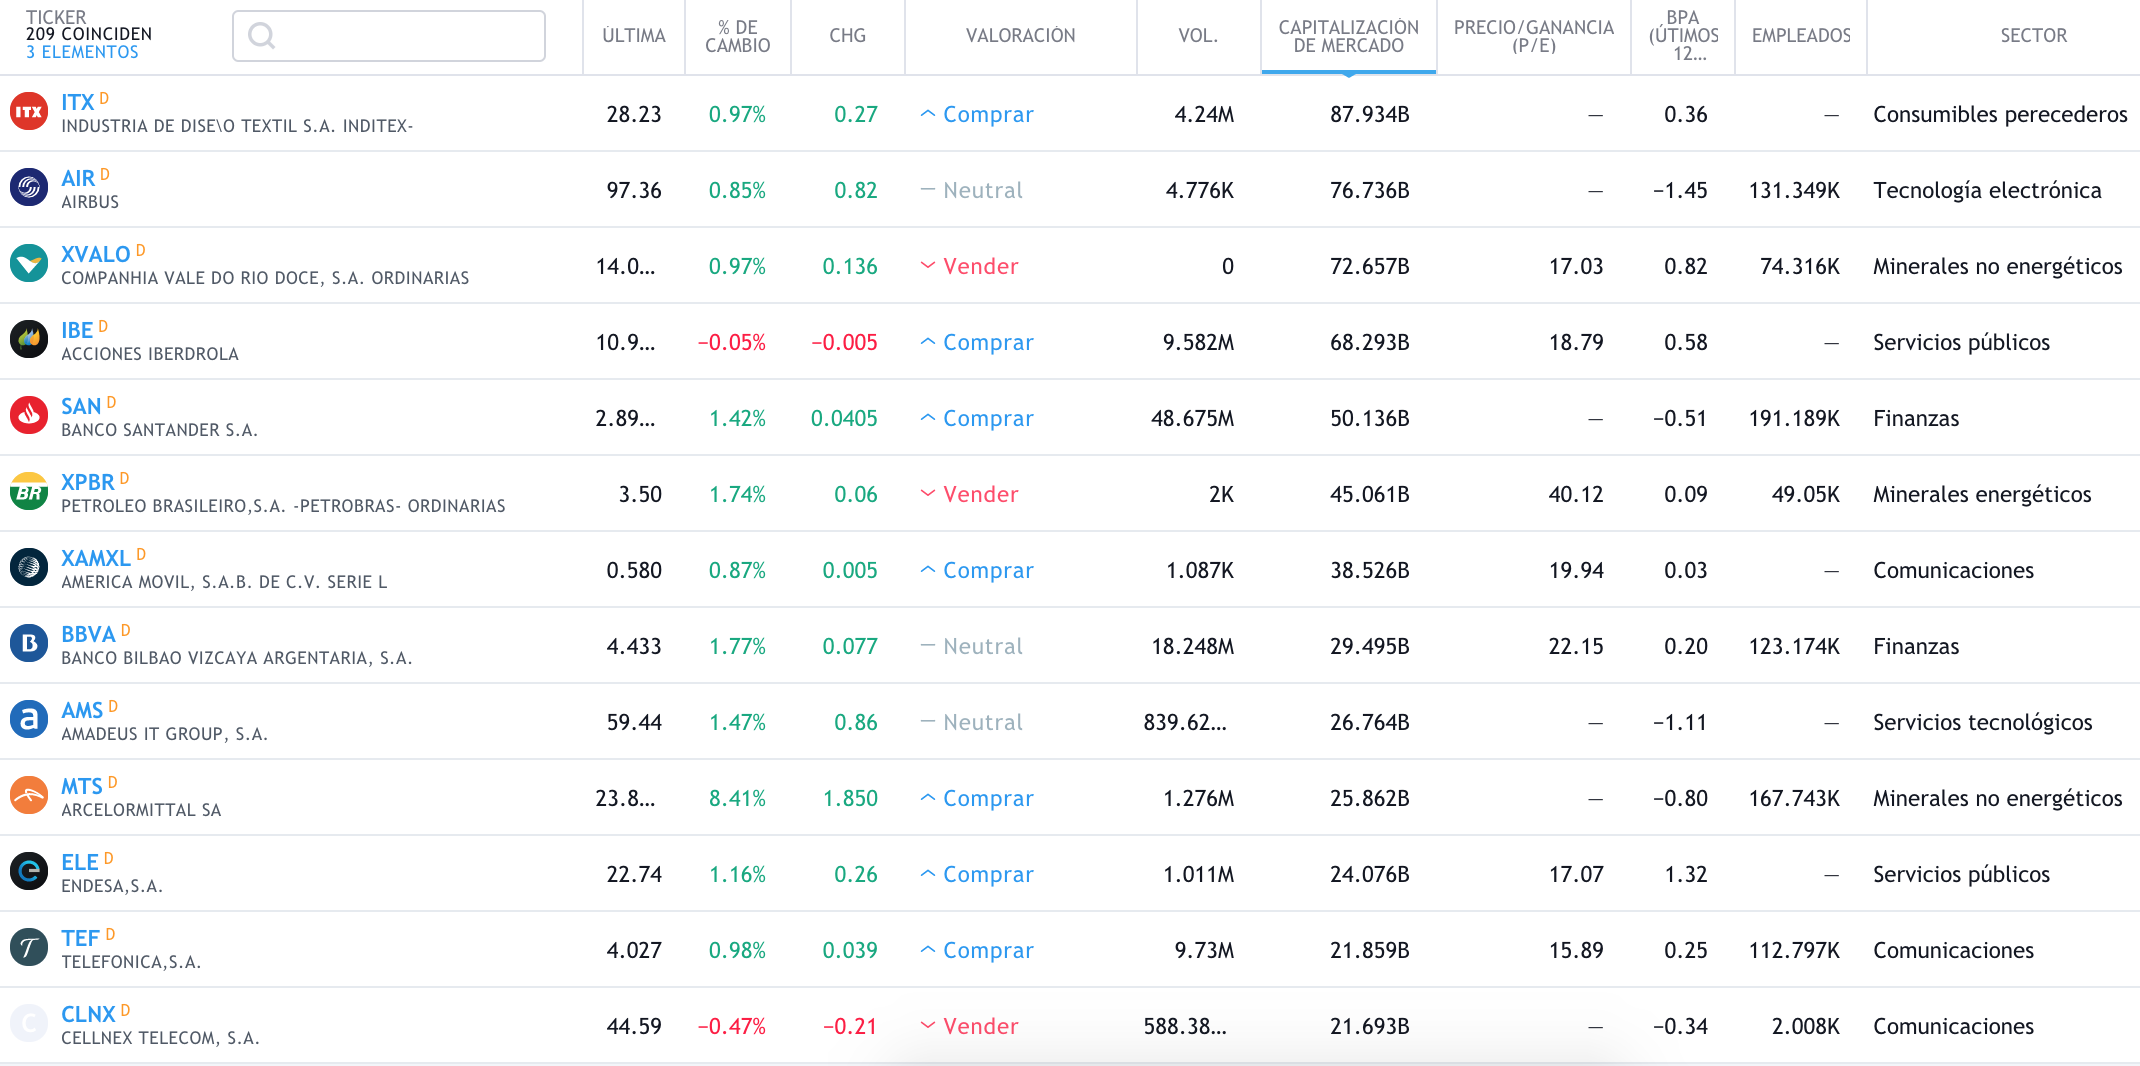 TICKER
209 COINCIDEN
3 ELEMENTOS
ÚLTIMA
% DE
CAMBIO
CHG
VALORACIÓN
VOL.
CAPITALIZACIÓN
DE MERCADO
PRECIO/GANANCIA
(P/E)
BPA
(ÚTIMOS
12...
EMPLEADOS
SECTOR
ITX ITX D 28.23 0.97% 0.27 Comprar 4.24M 87.934B — 0.36 — Consumibles perecederos
INDUSTRIA DE DISE\O TEXTIL S.A. INDITEX-
AIR D 97.36 0.85% 0.82 Neutral 4.776K 76.736B — −1.45 131.349K Tecnología electrónica
AIRBUS
XVALO D 14.0... 0.97% 0.136 Vender 0 72.657B 17.03 0.82 74.316K Minerales no energéticos
COMPANHIA VALE DO RIO DOCE, S.A. ORDINARIAS
IBE D 10.9... −0.05% −0.005 Comprar 9.582M 68.293B 18.79 0.58 — Servicios públicos
ACCIONES IBERDROLA
SAN D 2.89... 1.42% 0.0405 Comprar 48.675M 50.136B — −0.51 191.189K Finanzas
BANCO SANTANDER S.A.
BR XPBR D 3.50 1.74% 0.06 Vender 2K 45.061B 40.12 0.09 49.05K Minerales energéticos
PETROLEO BRASILEIRO,S.A. -PETROBRAS- ORDINARIAS
XAMXL D 0.580 0.87% 0.005 Comprar 1.087K 38.526B 19.94 0.03 — Comunicaciones
AMERICA MOVIL, S.A.B. DE C.V. SERIE L
B BBVA D 4.433 1.77% 0.077 Neutral 18.248M 29.495B 22.15 0.20 123.174K Finanzas
BANCO BILBAO VIZCAYA ARGENTARIA, S.A.
a AMS D 59.44 1.47% 0.86 Neutral 839.62... 26.764B — −1.11 — Servicios tecnológicos
AMADEUS IT GROUP, S.A.
MTS D 23.8... 8.41% 1.850 Comprar 1.276M 25.862B — −0.80 167.743K Minerales no energéticos
ARCELORMITTAL SA
e ELE D 22.74 1.16% 0.26 Comprar 1.011M 24.076B 17.07 1.32 — Servicios públicos
ENDESA,S.A.
T TEF D 4.027 0.98% 0.039 Comprar 9.73M 21.859B 15.89 0.25 112.797K Comunicaciones
TELEFONICA,S.A.
C CLNX D 44.59 −0.47% −0.21 Vender 588.38... 21.693B — −0.34 2.008K Comunicaciones
CELLNEX TELECOM, S.A.